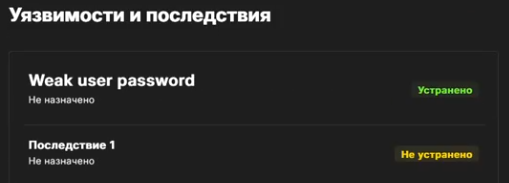 Уязвимости и последствия
Weak user password
Устранено
Не назначено
Последствие 1
Не устранено
Не назначено